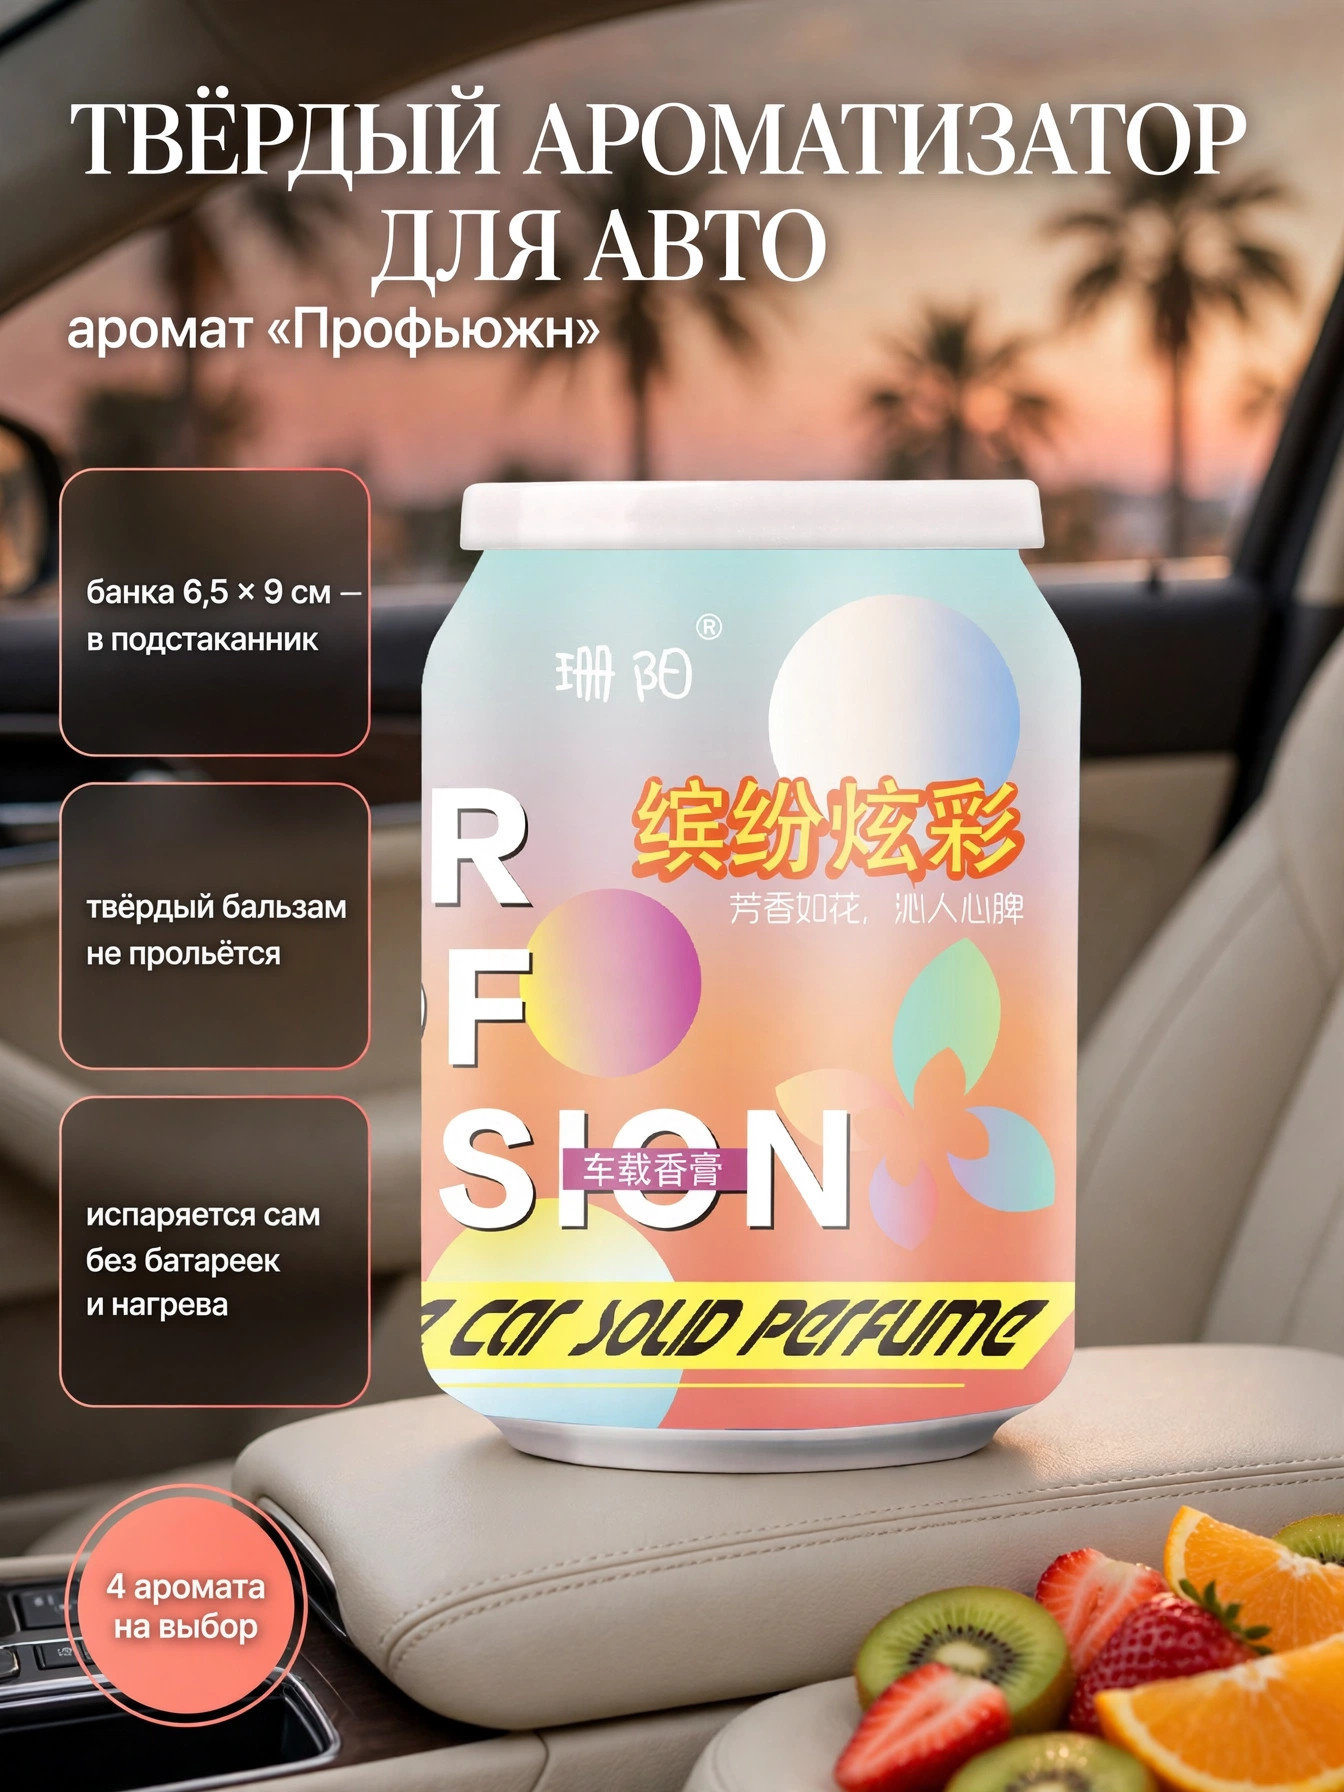 ТВЁРДЫЙ АРОМАТИЗАТОР
ДЛЯ АВТО
аромат «Профьюжн»
банка 6,5 × 9 см –
в подстаканник
твёрдый бальзам
не прольётся
испаряется сам
без батареек
и нагрева
4 аромата
на выбор
珊阳®
缤纷炫彩
芳香如花，沁人心脾
R
F
SION
车载香膏
e car SOLID Perfume